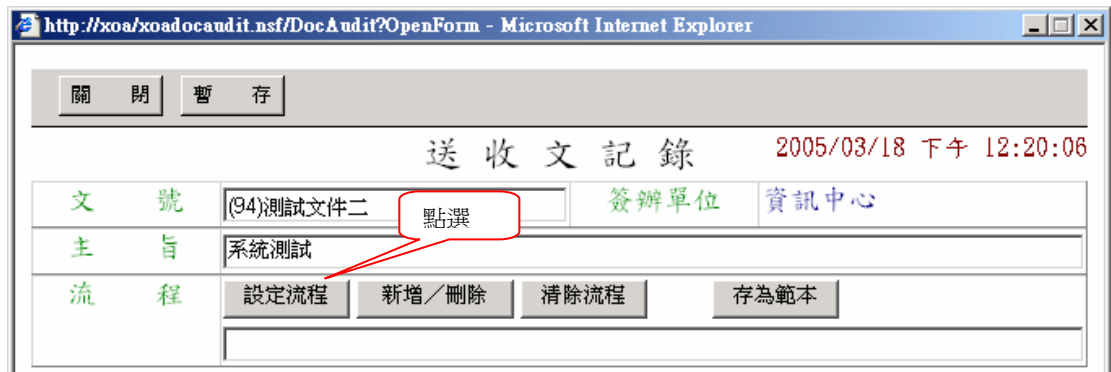 http://xoa/xoadocaudit.nsf/DocAudit?OpenForm - Microsoft Internet Explorer
關 閉 暫 存
送 收 文 記 錄 2005/03/18 下午 12:20:06
文 號 (94)測試文件二 簽辦單位 資訊中心
點選
主 旨 系統測試
流 程 設定流程 新增／刪除 清除流程 存為範本